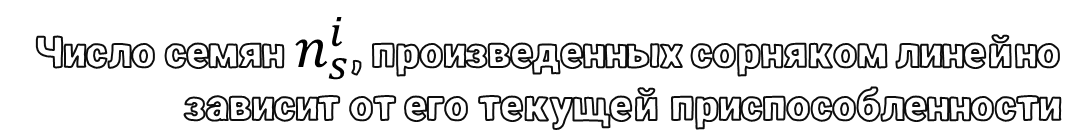 Число семян $n_s^i$, произведенных сорняком линейно
зависит от его текущей приспособленности